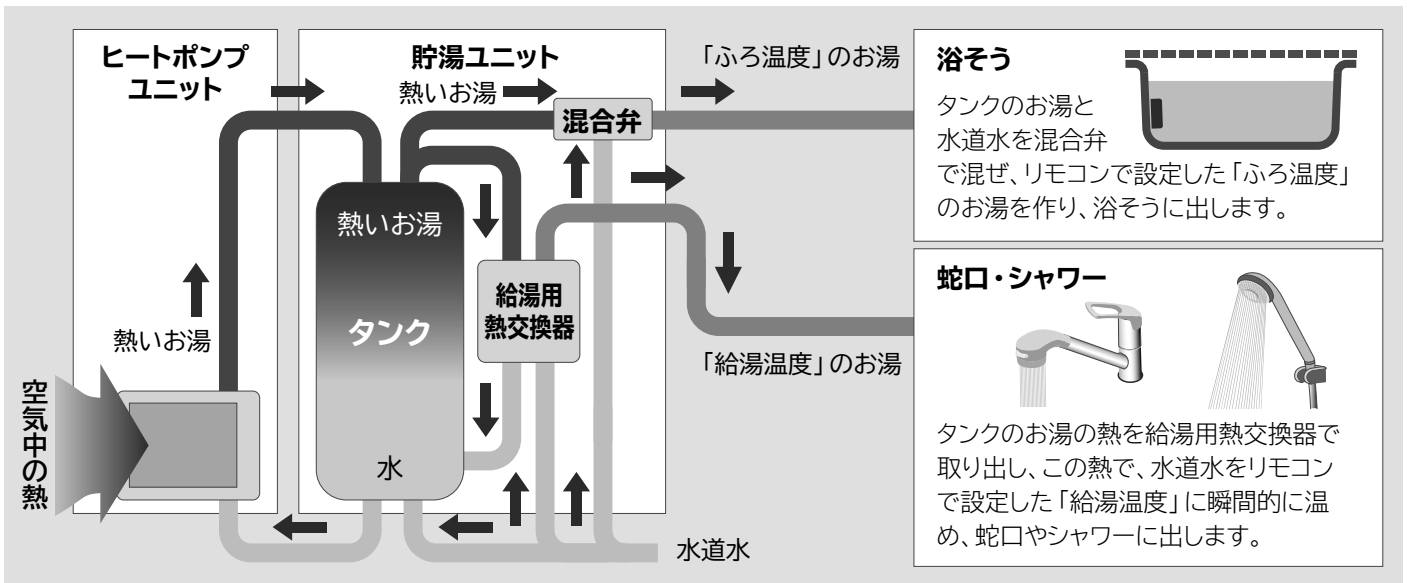 ヒートポンプ
ユニット
貯湯ユニット
熱いお湯
「ふろ温度」のお湯
混合弁
熱いお湯
タンク
水
給湯用
熱交換器
熱いお湯
空気中の熱
「給湯温度」のお湯
水道水
浴そう
タンクのお湯と
水道水を混合弁
で混ぜ、リモコンで設定した「ふろ温度」
のお湯を作り、浴そうに出します。
蛇口・シャワー
タンクのお湯の熱を給湯用熱交換器で
取り出し、この熱で、水道水をリモコン
で設定した「給湯温度」に瞬間的に温
め、蛇口やシャワーに出します。